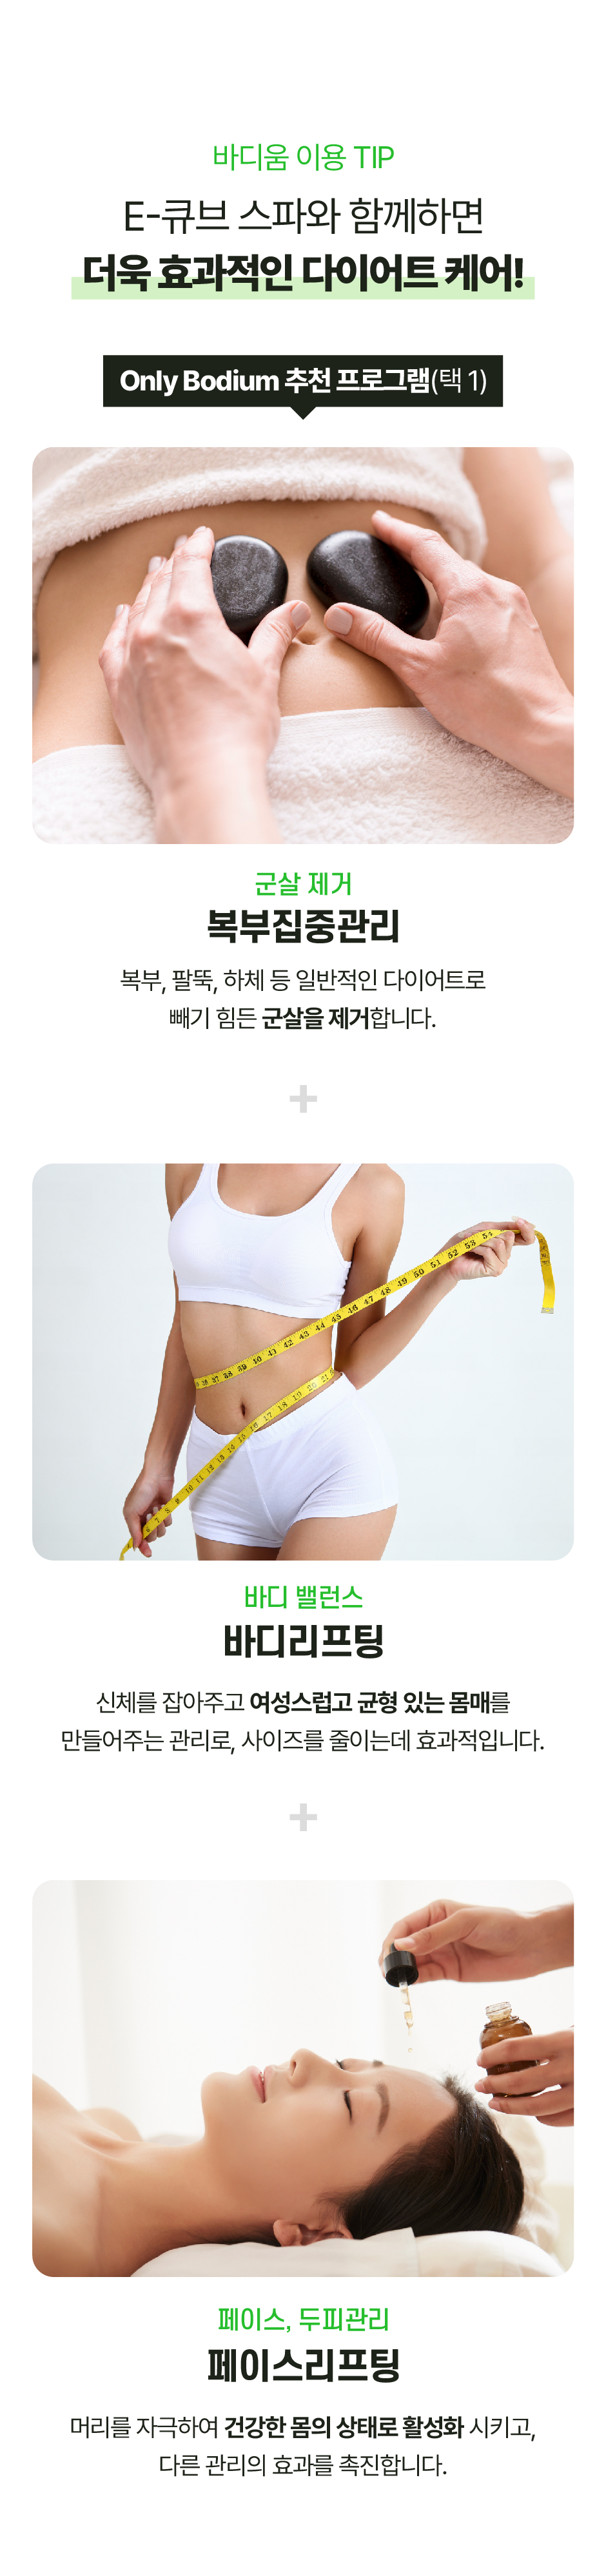 바디움 이용 TIP
E-큐브 스파와 함께하면
더욱 효과적인 다이어트 케어!
Only Bodium 추천 프로그램(택 1)
군살 제거
복부집중관리
복부, 팔뚝, 하체 등 일반적인 다이어트로
빼기 힘든 군살을 제거합니다.
+
바디 밸런스
바디리프팅
신체를 잡아주고 여성스럽고 균형 있는 몸매를
만들어주는 관리로, 사이즈를 줄이는데 효과적입니다.
+
페이스, 두피관리
페이스리프팅
머리를 자극하여 건강한 몸의 상태로 활성화 시키고,
다른 관리의 효과를 촉진합니다.